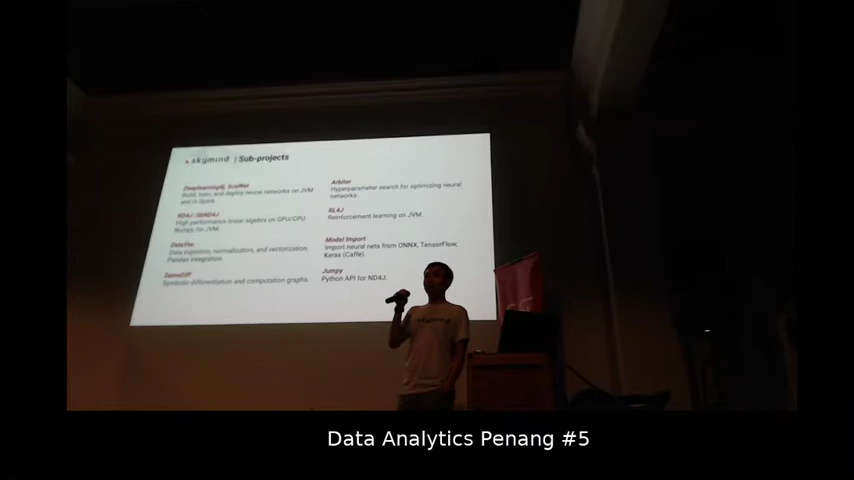 skymind | Sub-projects
Deeplearning4j, ScalNet
Build, train, and deploy neural networks on JVM
and in Spark.
ND4J /
High performance linear algebra on GPU/CPU.
Numpy for JVM.
DataVec
Data ingestion, normalization, and vectorization
Pandas integration.
SameDiff
Symbolic differentiation and computation graphs.
Arbiter
Hyperparameter search for optimizing neural
networks.
RL4J
Reinforcement learning on JVM.
Model Import
Import neural nets from ONNX, TensorFlow,
Keras (Caffe).
Jumpy
Python API for ND4J.
skymind
Data Analytics Penang #5